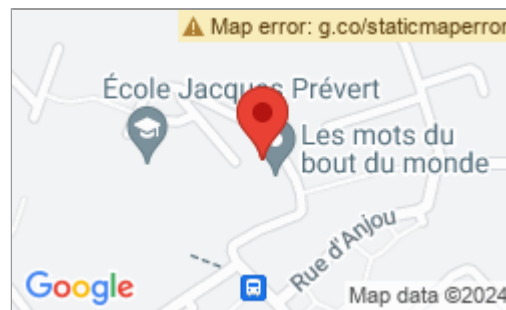 Map error: g.co/staticmaperror
École Jacques Prévert
Les mots du
bout du monde
Rue d'Anjou
Google
Map data ©2024